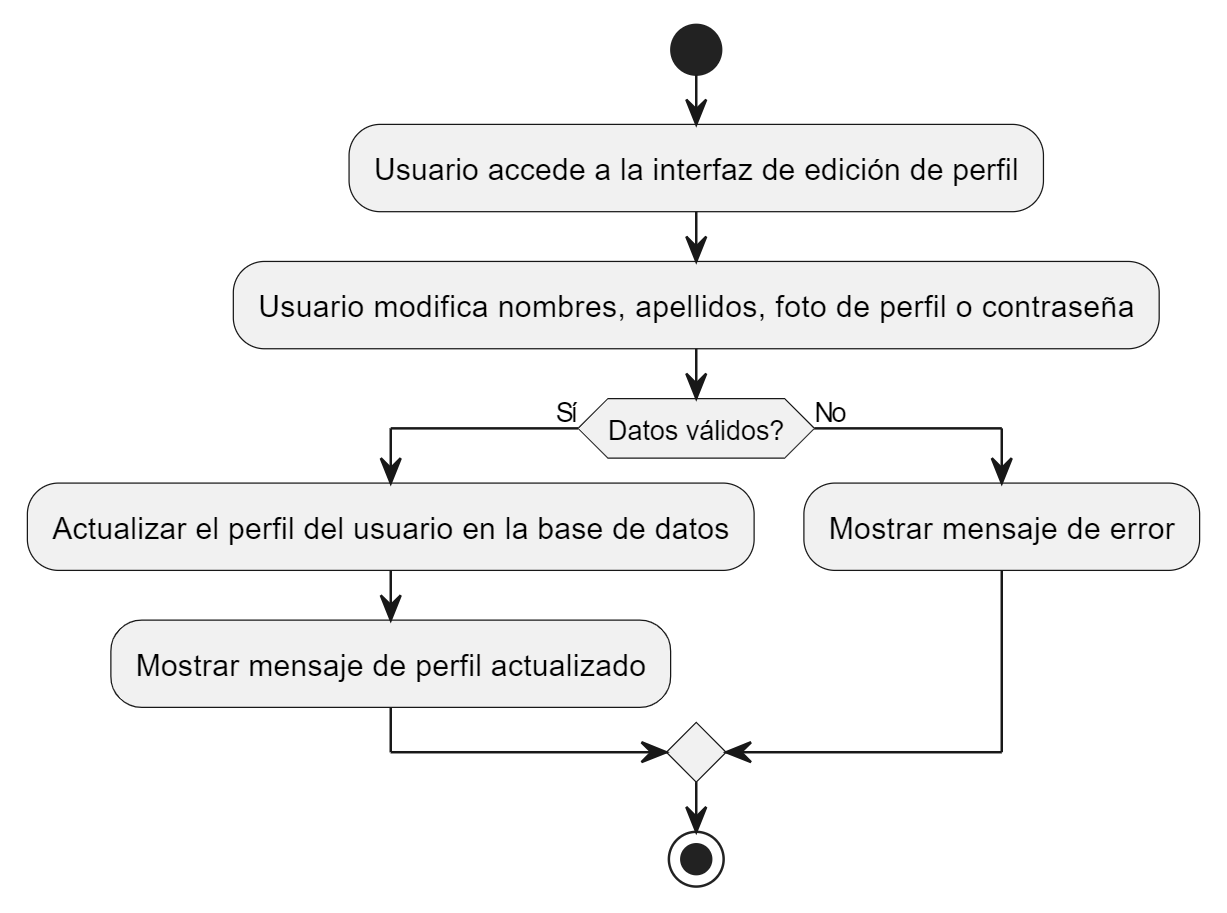 Usuario accede a la interfaz de edición de perfil
Usuario modifica nombres, apellidos, foto de perfil o contraseña
Sí
Datos válidos?
No
Actualizar el perfil del usuario en la base de datos
Mostrar mensaje de error
Mostrar mensaje de perfil actualizado